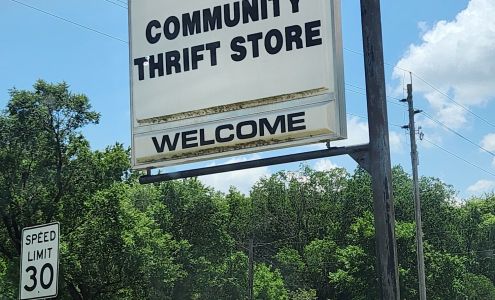 COMMUNITY
THRIFT STORE
WELCOME
SPEED
LIMIT
30